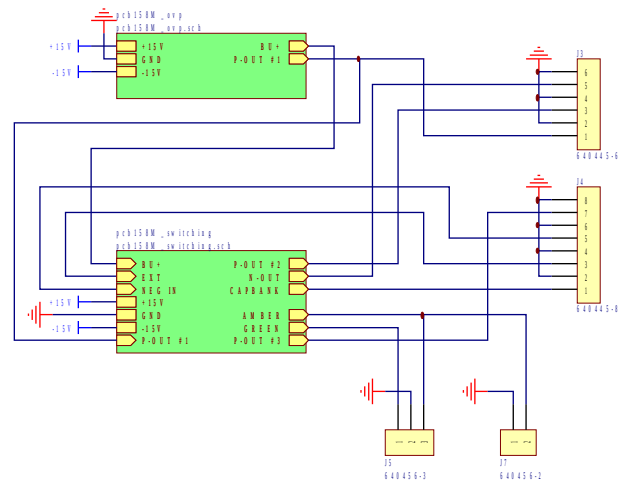 pcb158M_ovp
pcb158M_ovp.sch
+15V
GND
-15V
BU+
P-OUT #1
+15V
-15V
J3
6
5
4
3
2
1
640445-6
J4
8
7
6
5
4
3
2
1
640445-8
pcb158M_switching
pcb158M_switching.sch
BU+
EXT
NEG IN
+15V
GND
-15V
P-OUT #1
P-OUT #2
N-OUT
CAPBANK
AMBER
GREEN
P-OUT #3
+15V
-15V
J5
640456-3
J7
640456-2